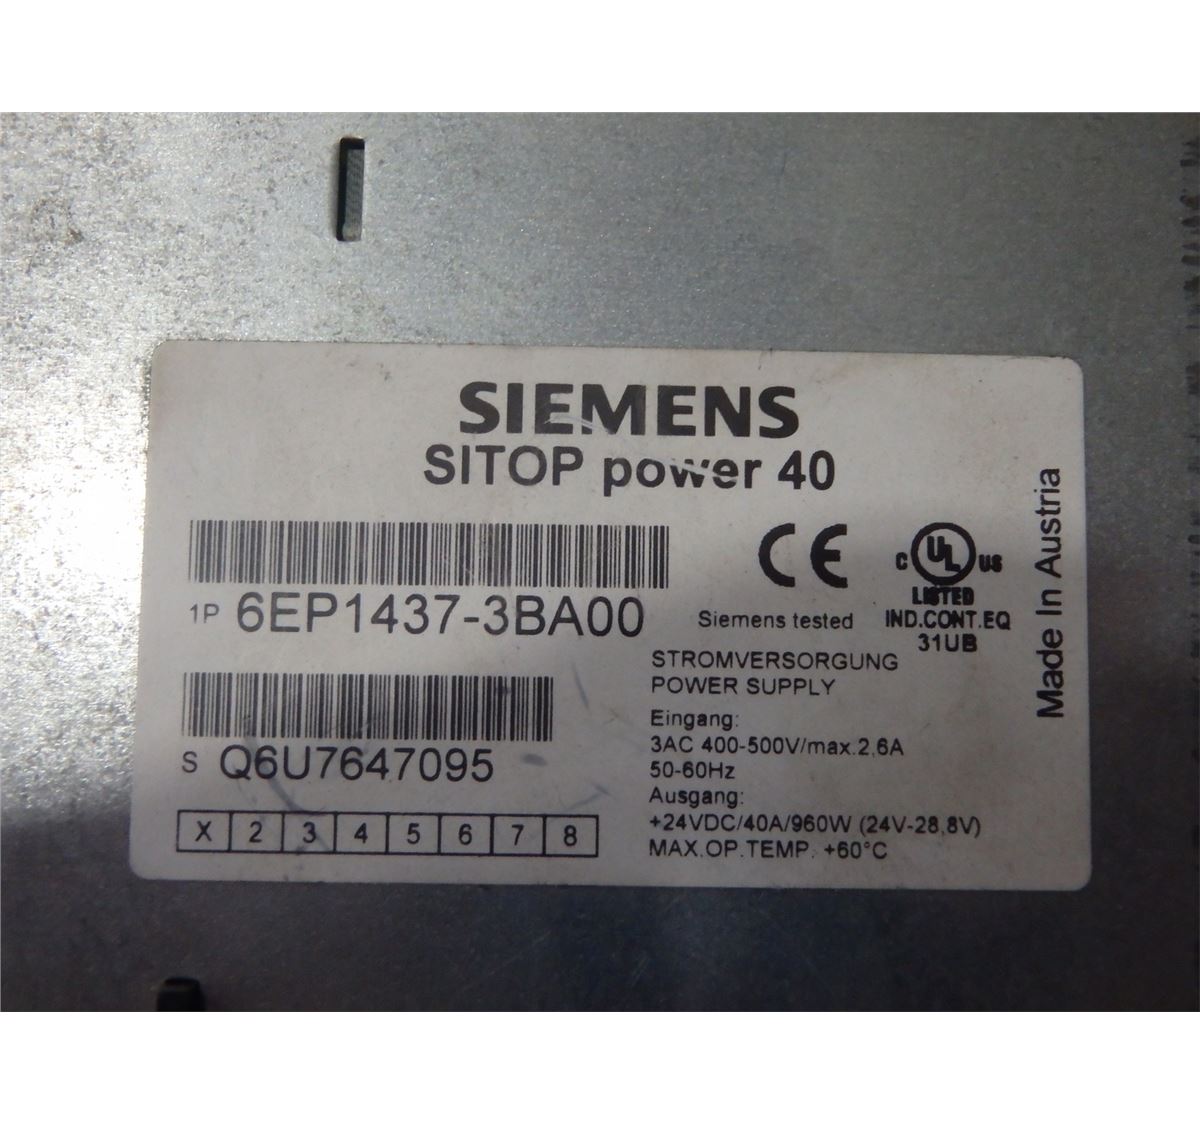 SIEMENS
SITOP power 40
1P 6EP1437-3BA00
Siemens tested
C UL US
LISTED
IND.CONT.EQ
31UB
Made In Austria
STROMVERSORGUNG
POWER SUPPLY
S Q6U7647095
Eingang:
3AC 400-500V/max.2,6A
50-60Hz
Ausgang:
+24VDC/40A/960W (24V-28,8V)
MAX.OP.TEMP. +60°C
X 2 3 4 5 6 7 8